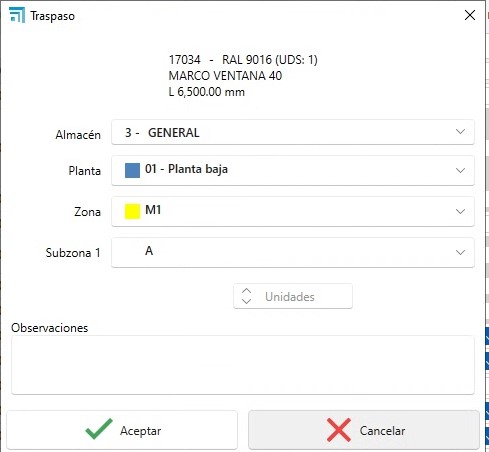 Traspaso
17034 - RAL 9016 (UDS: 1)
MARCO VENTANA 40
L 6,500.00 mm
Almacén 3 - GENERAL
Planta 01 - Planta baja
Zona M1
Subzona 1 A
Unidades
Observaciones
Aceptar Cancelar